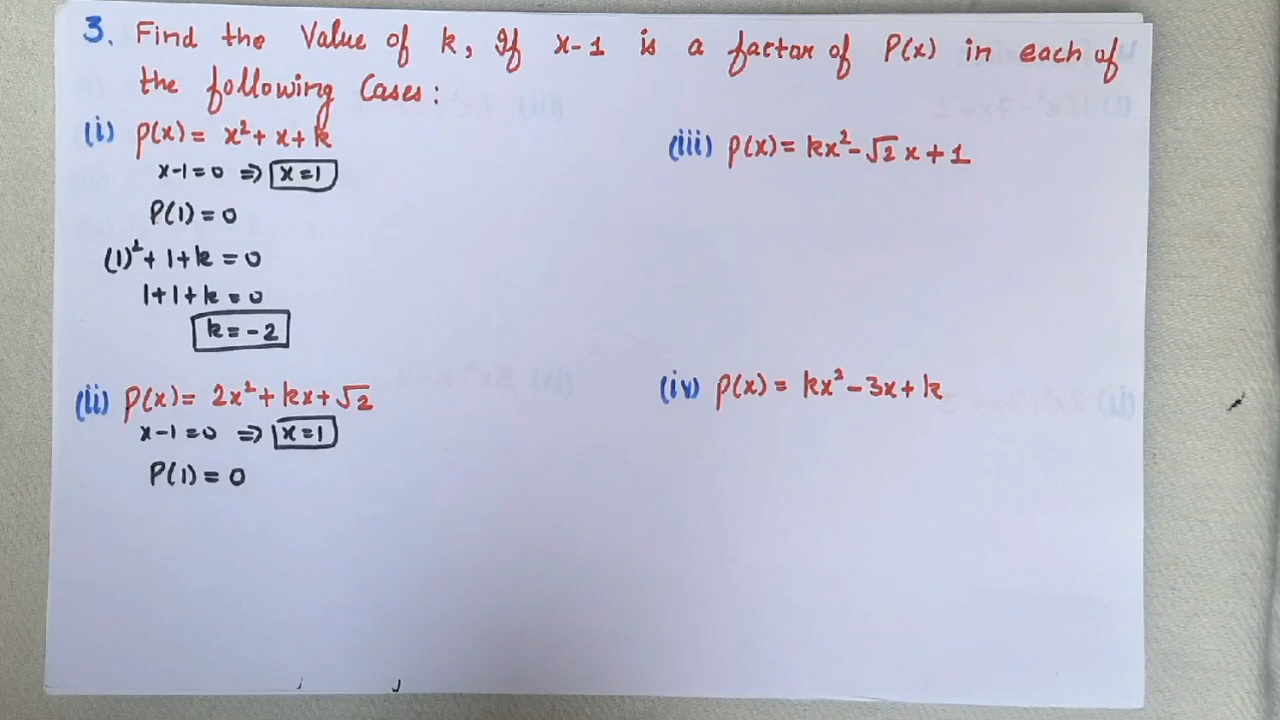 3. Find the Value of k, If x-1 is a factor of P(x) in each of
the following Cases:
(i) P(x) = x² + x + k
x-1=0 ⇒ x=1
P(1) = 0
(1)² + 1 + k = 0
1+1+k=0
k=-2
(ii) P(x) = 2x² + kx + √2
x-1=0 ⇒ x=1
P(1) = 0
(iii) P(x) = kx² - √2 x + 1
(iv) P(x) = kx² - 3x + k